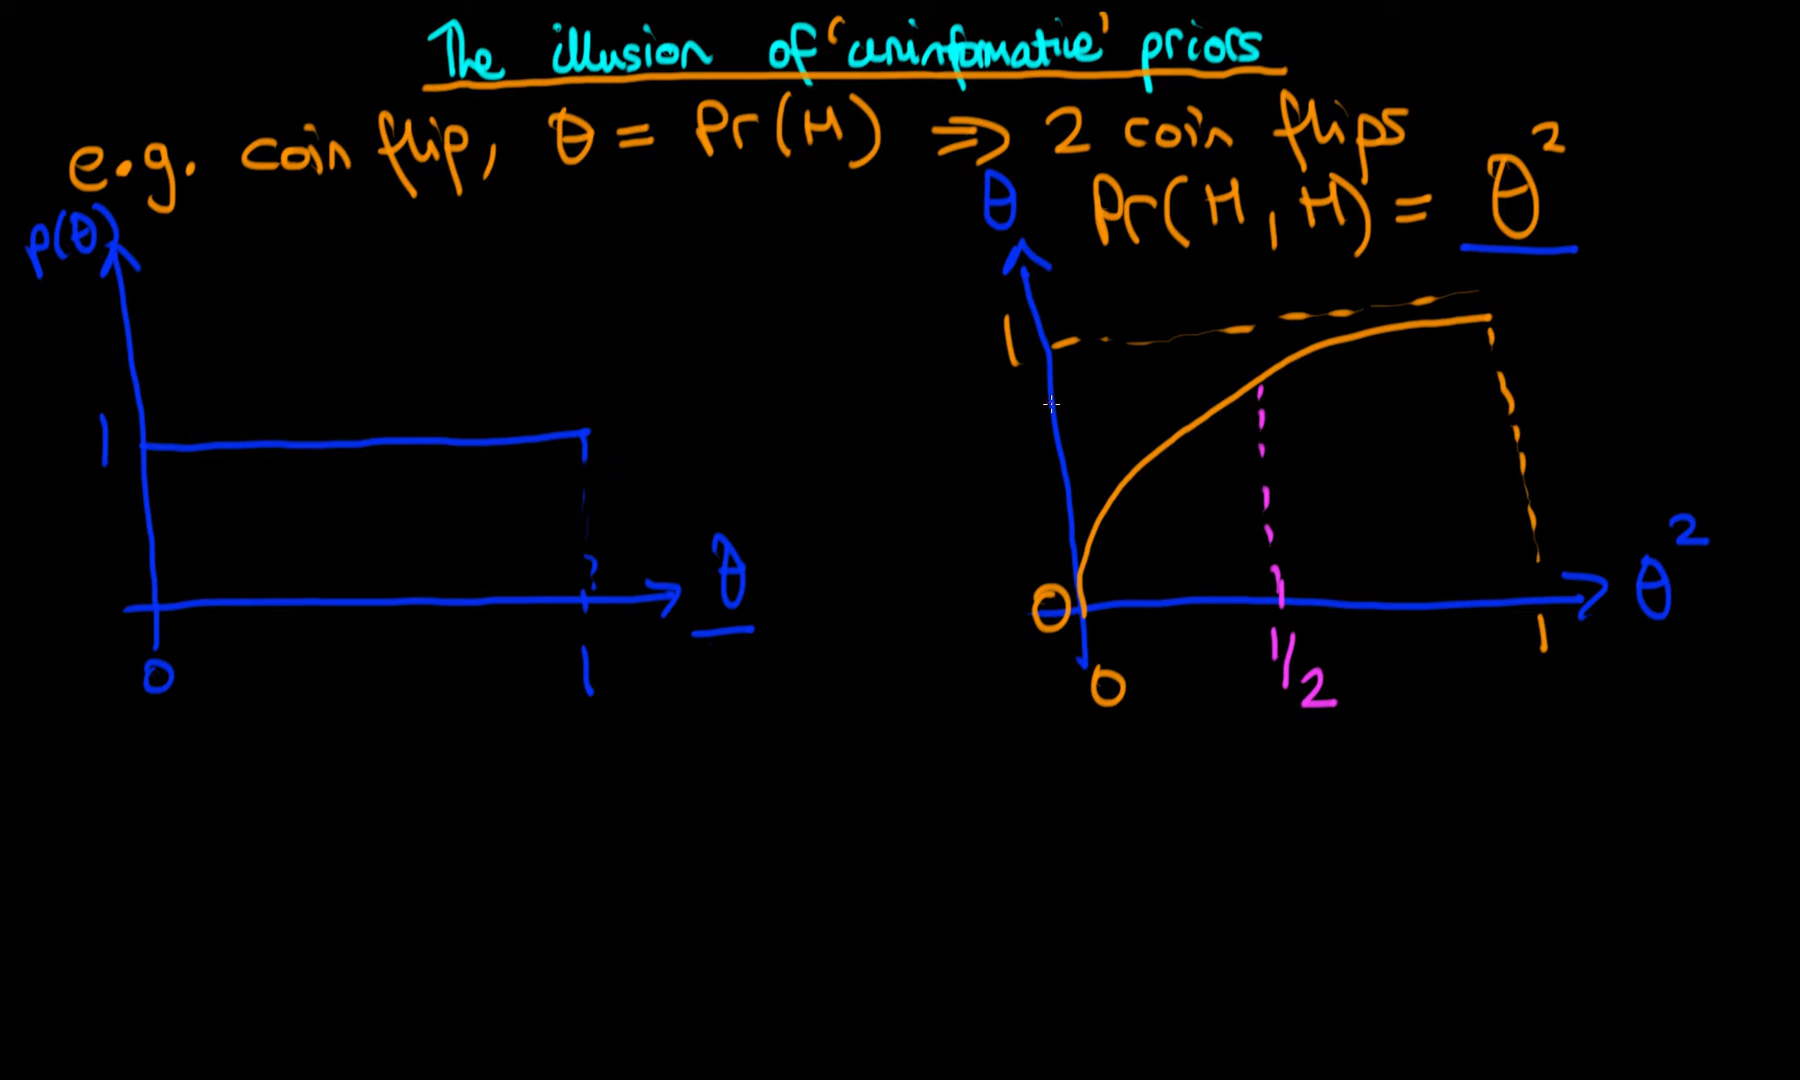 The illusion of 'uninformative' priors
e.g. coin flip, θ = Pr(H) ⇒ 2 coin flips
Pr(H, H) = θ²
p(θ)
1
0
1
θ
θ
1
0
0
1/2
1
θ²